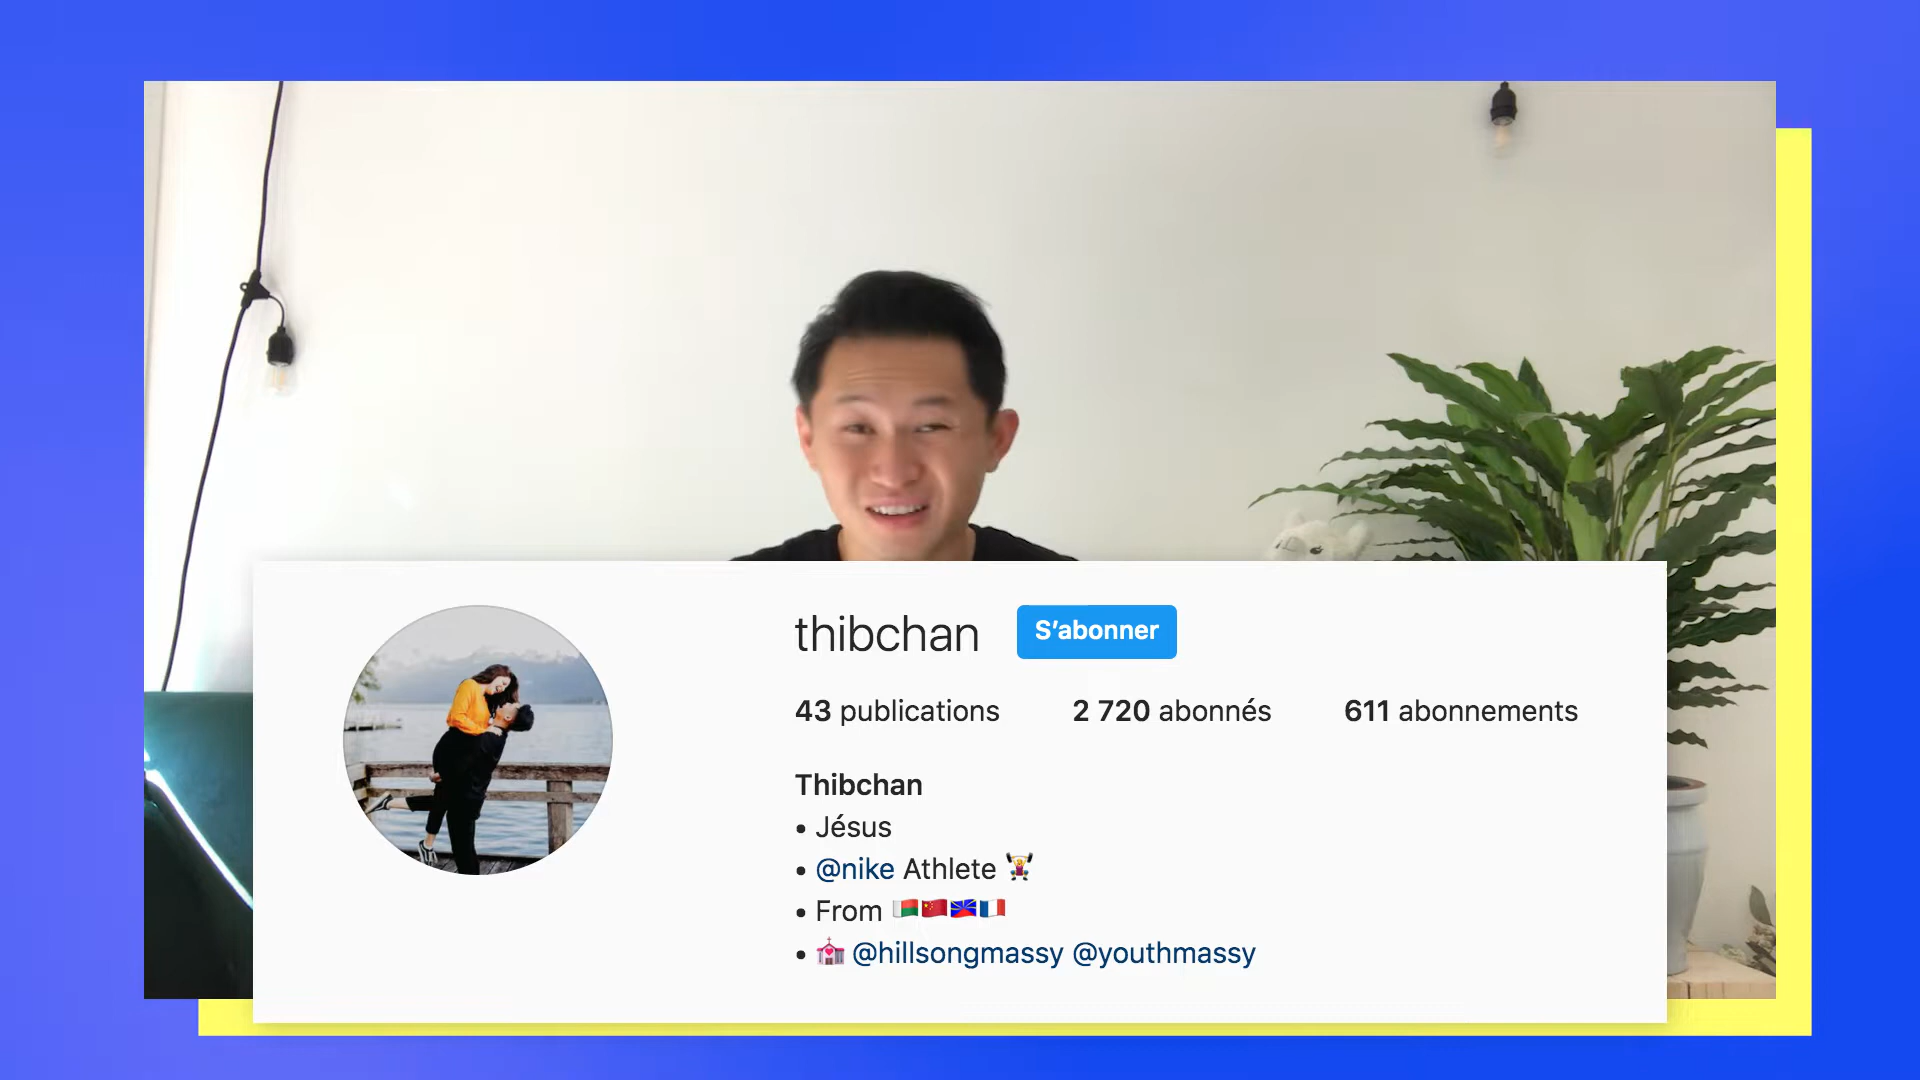 thibchan S'abonner
43 publications 2 720 abonnés 611 abonnements
Thibchan
• Jésus
• @nike Athlete 🏋️
• From 🇲🇬🇨🇳🇷🇪🇫🇷
• 💒 @hillsongmassy @youthmassy